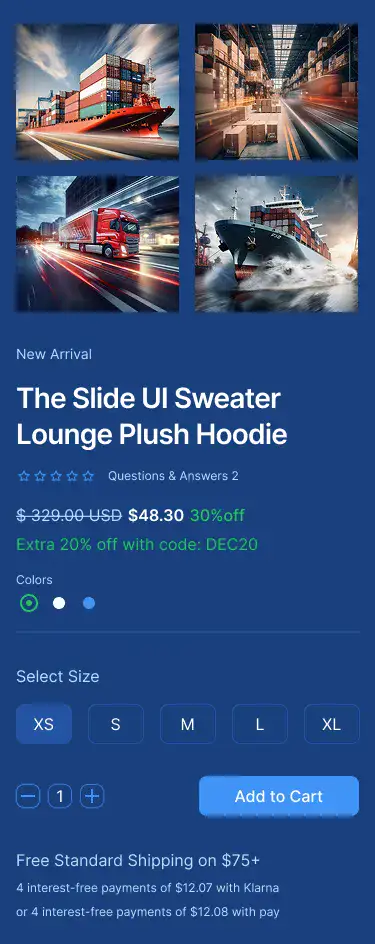 New Arrival
The Slide UI Sweater
Lounge Plush Hoodie
Questions & Answers 2
$ 329.00 USD $48.30 30%off
Extra 20% off with code: DEC20
Colors
Select Size
XS S M L XL
1 Add to Cart
Free Standard Shipping on $75+
4 interest-free payments of $12.07 with Klarna
or 4 interest-free payments of $12.08 with pay